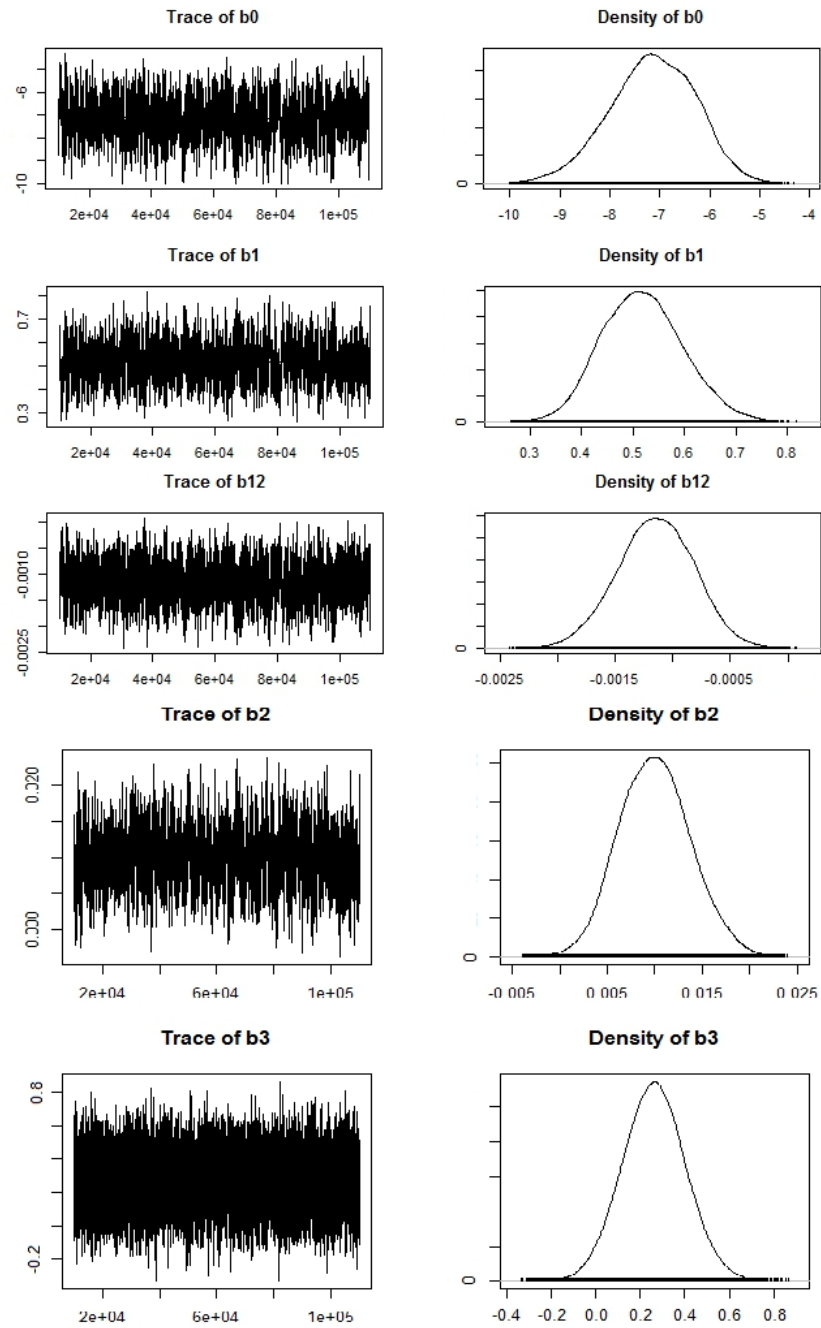 Trace of b0
Density of b0
-6
-10
0
2e+04 4e+04 6e+04 8e+04 1e+05
-10 -9 -8 -7 -6 -5 -4
Trace of b1
Density of b1
0.7
0.3
0
2e+04 4e+04 6e+04 8e+04 1e+05
0.3 0.4 0.5 0.6 0.7 0.8
Trace of b12
Density of b12
-0.0010
-0.0025
0
2e+04 4e+04 6e+04 8e+04 1e+05
-0.0025 -0.0015 -0.0005
Trace of b2
Density of b2
0.020
0.000
0
2e+04 6e+04 1e+05
-0.005 0.005 0.015 0.025
Trace of b3
Density of b3
0.8
-0.2
0
2e+04 6e+04 1e+05
-0.4 -0.2 0.0 0.2 0.4 0.6 0.8